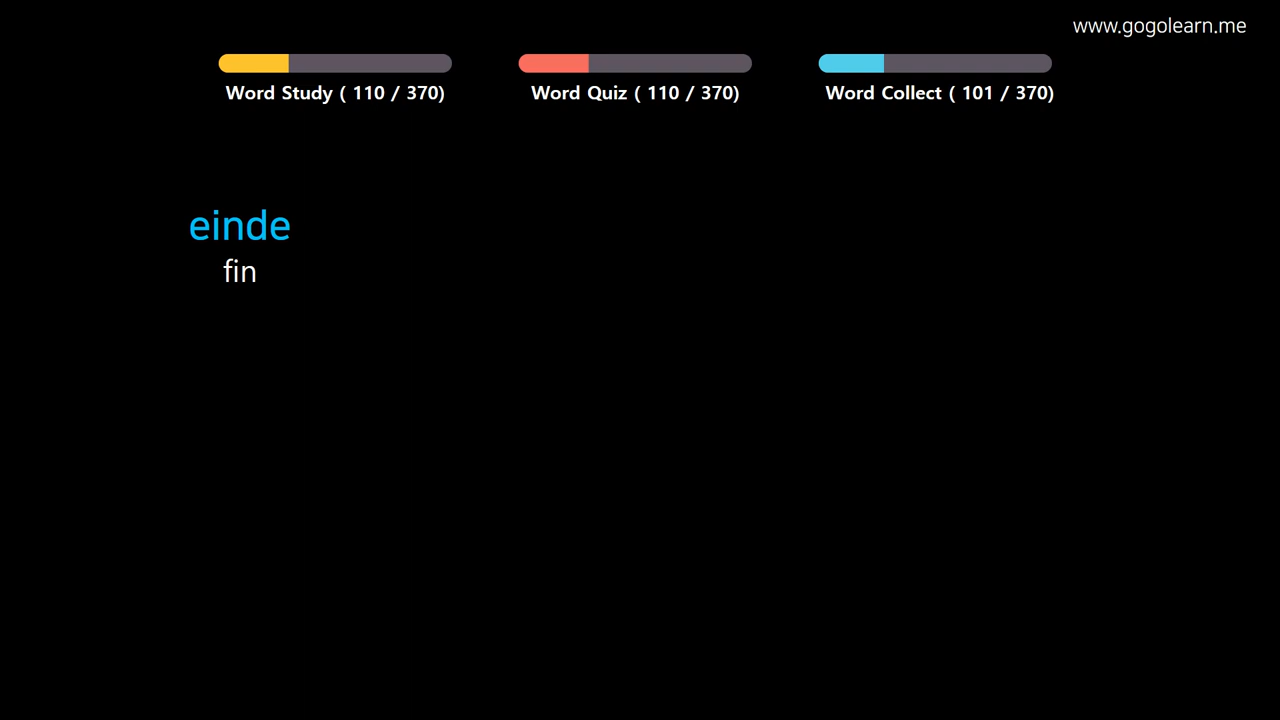 www.gogolearn.me
Word Study ( 110 / 370)
Word Quiz ( 110 / 370)
Word Collect ( 101 / 370)
einde
fin